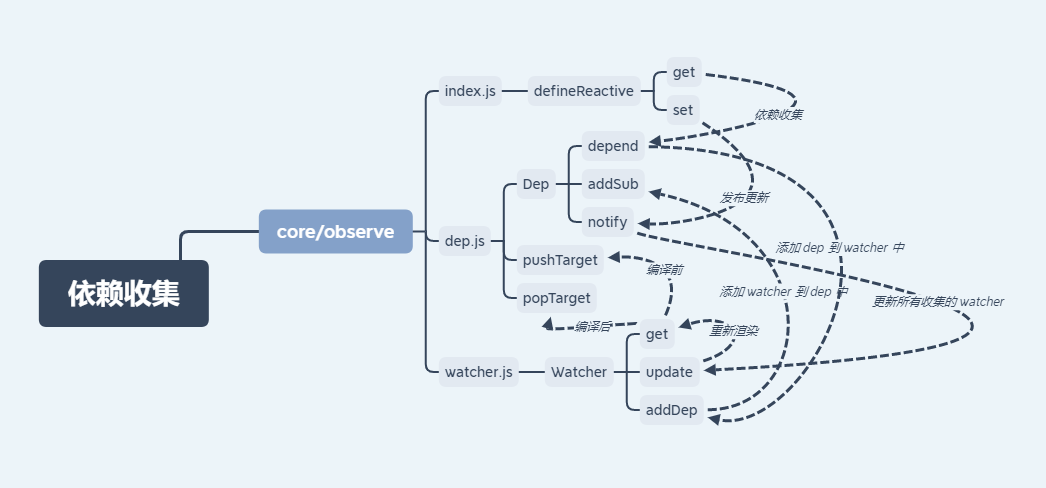 依赖收集
core/observe
index.js
defineReactive
get
set
依赖收集
dep.js
Dep
depend
addSub
notify
发布更新
添加 dep 到 watcher 中
pushTarget
编译前
popTarget
编译后
添加 watcher 到 dep 中
更新所有收集的 watcher
watcher.js
Watcher
get
重新渲染
update
addDep